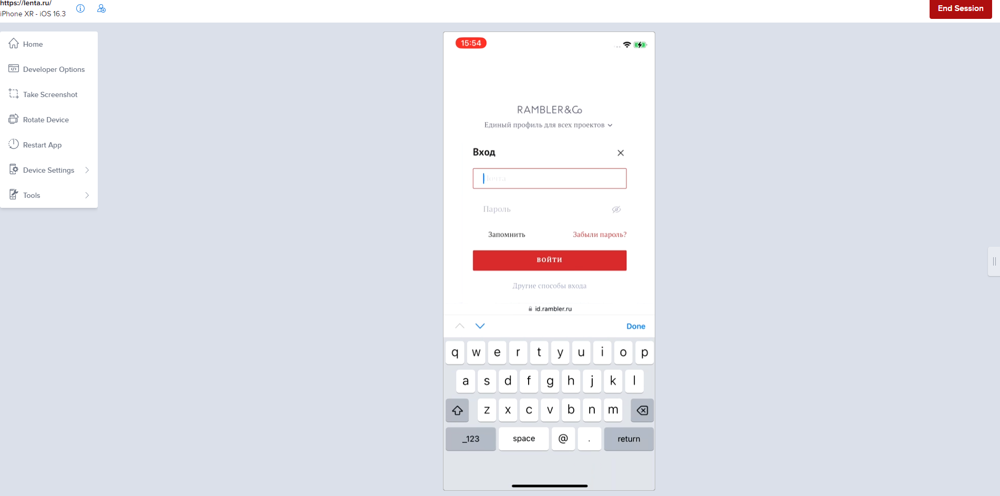 https://lenta.ru/
iPhone XR - iOS 16.3
End Session
Home
Developer Options
Take Screenshot
Rotate Device
Restart App
Device Settings
Tools
15:54
RAMBLER&Co
Единый профиль для всех проектов
Вход
Почта
Пароль
Запомнить
Забыли пароль?
ВОЙТИ
Другие способы входа
id.rambler.ru
Done
q w e r t y u i o p
a s d f g h j k l
z x c v b n m
_123 space @ . return